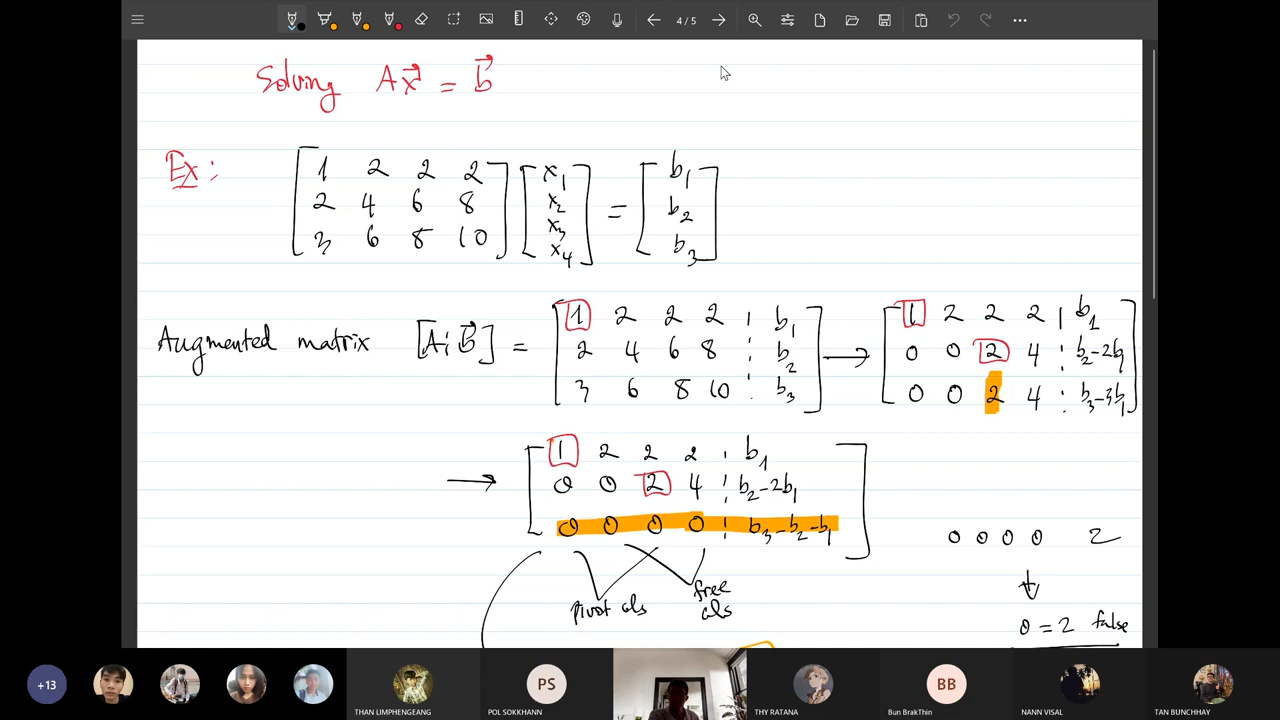 4 / 5
Solving Ax⃗ = b⃗
Ex:
[1 2 2 2] [x₁] = [b₁]
[2 4 6 8] [x₂] [b₂]
[3 6 8 10] [x₃] [b₃]
[x₄]
Augmented matrix [A ¦ b⃗] =
[1 2 2 2 ¦ b₁]
[2 4 6 8 ¦ b₂]
[3 6 8 10 ¦ b₃]
→
[1 2 2 2 | b₁]
[0 0 2 4 ¦ b₂-2b₁]
[0 0 2 4 ¦ b₃-3b₁]
→
[1 2 2 2 ¦ b₁]
[0 0 2 4 ¦ b₂-2b₁]
[0 0 0 0 ¦ b₃-b₂-b₁]
pivot cls
free cls
0 0 0 0 2
↓
0 = 2 false
+13
THAN LIMPHENGEANG
PS
POL SOKKHANN
THY RATANA
BB
Bun BrakThin
NANN VISAL
TAN BUNCHHAY